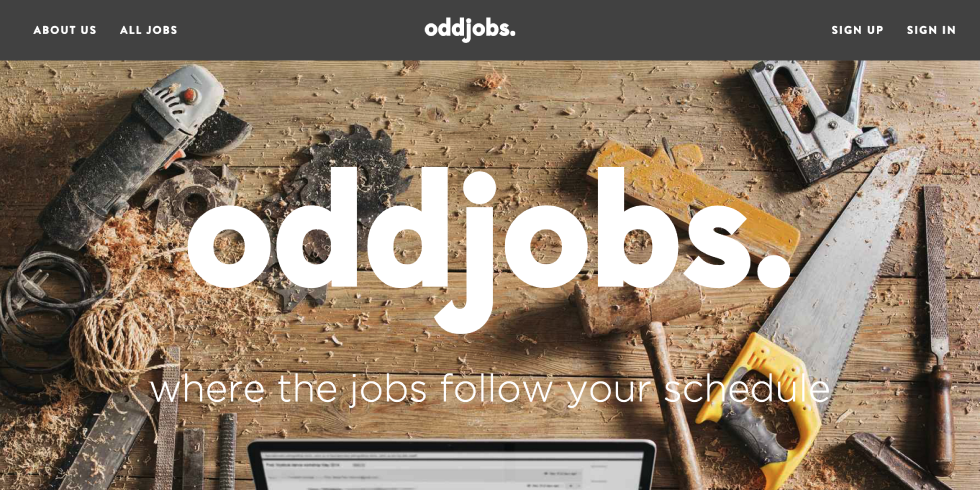 ABOUT US ALL JOBS oddjobs. SIGN UP SIGN IN
oddjobs.
where the jobs follow your schedule